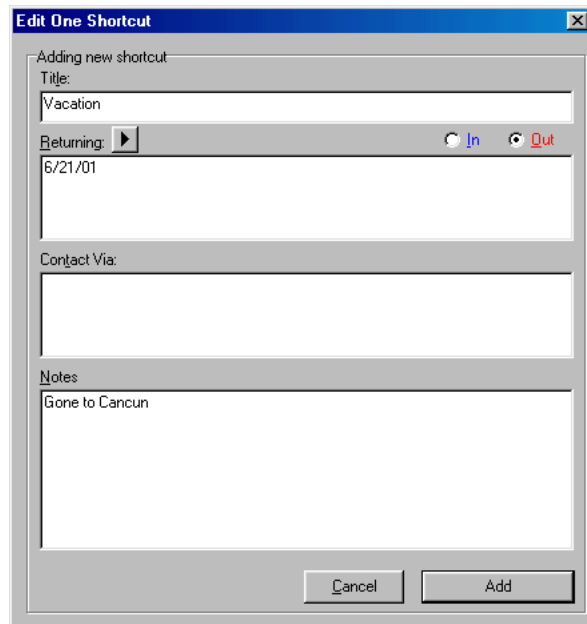 Edit One Shortcut
Adding new shortcut
Title:
Vacation
Returning:
In
Out
6/21/01
Contact Via:
Notes
Gone to Cancun
Cancel
Add